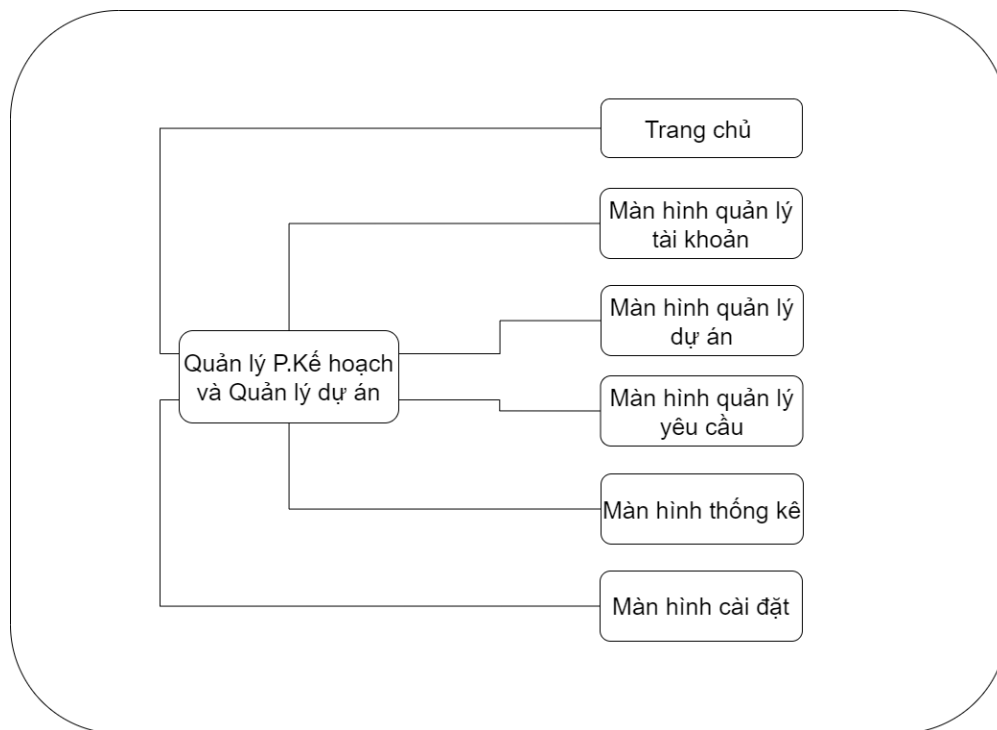 Trang chủ
Màn hình quản lý
tài khoản
Màn hình quản lý
dự án
Quản lý P.Kế hoạch
và Quản lý dự án
Màn hình quản lý
yêu cầu
Màn hình thống kê
Màn hình cài đặt